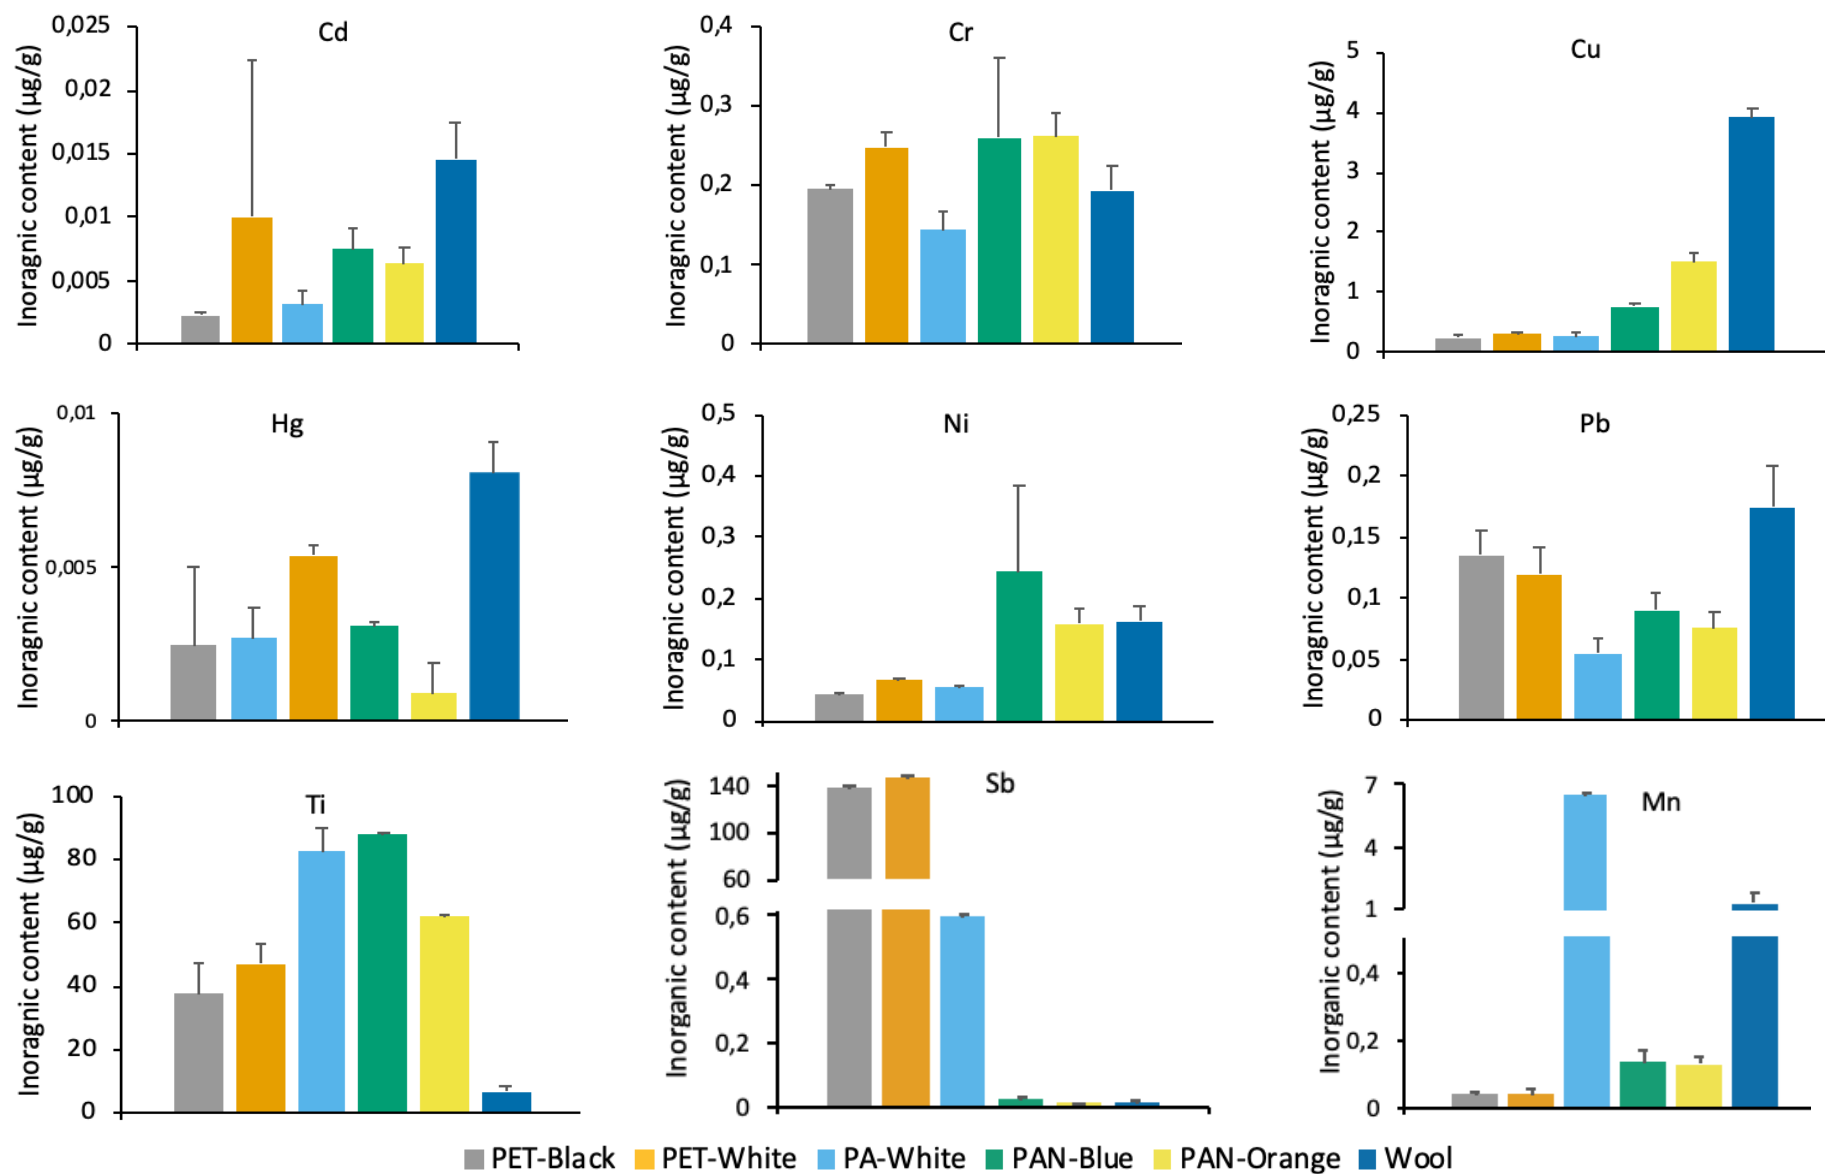 Cd
Inoragnic content (µg/g)
0,025
0,02
0,015
0,01
0,005
0
Cr
Inoragnic content (µg/g)
0,4
0,3
0,2
0,1
0
Cu
Inoragnic content (µg/g)
5
4
3
2
1
0
Hg
Inoragnic content (µg/g)
0,01
0,005
0
Ni
Inoragnic content (µg/g)
0,5
0,4
0,3
0,2
0,1
0
Pb
Inoragnic content (µg/g)
0,25
0,2
0,15
0,1
0,05
0
Ti
Inoragnic content (µg/g)
100
80
60
40
20
0
Sb
Inorganic content (µg/g)
140
100
60
0,6
0,4
0,2
0
Mn
Inorganic content (µg/g)
7
4
1
0,4
0,2
0
PET-Black PET-White PA-White PAN-Blue PAN-Orange Wool